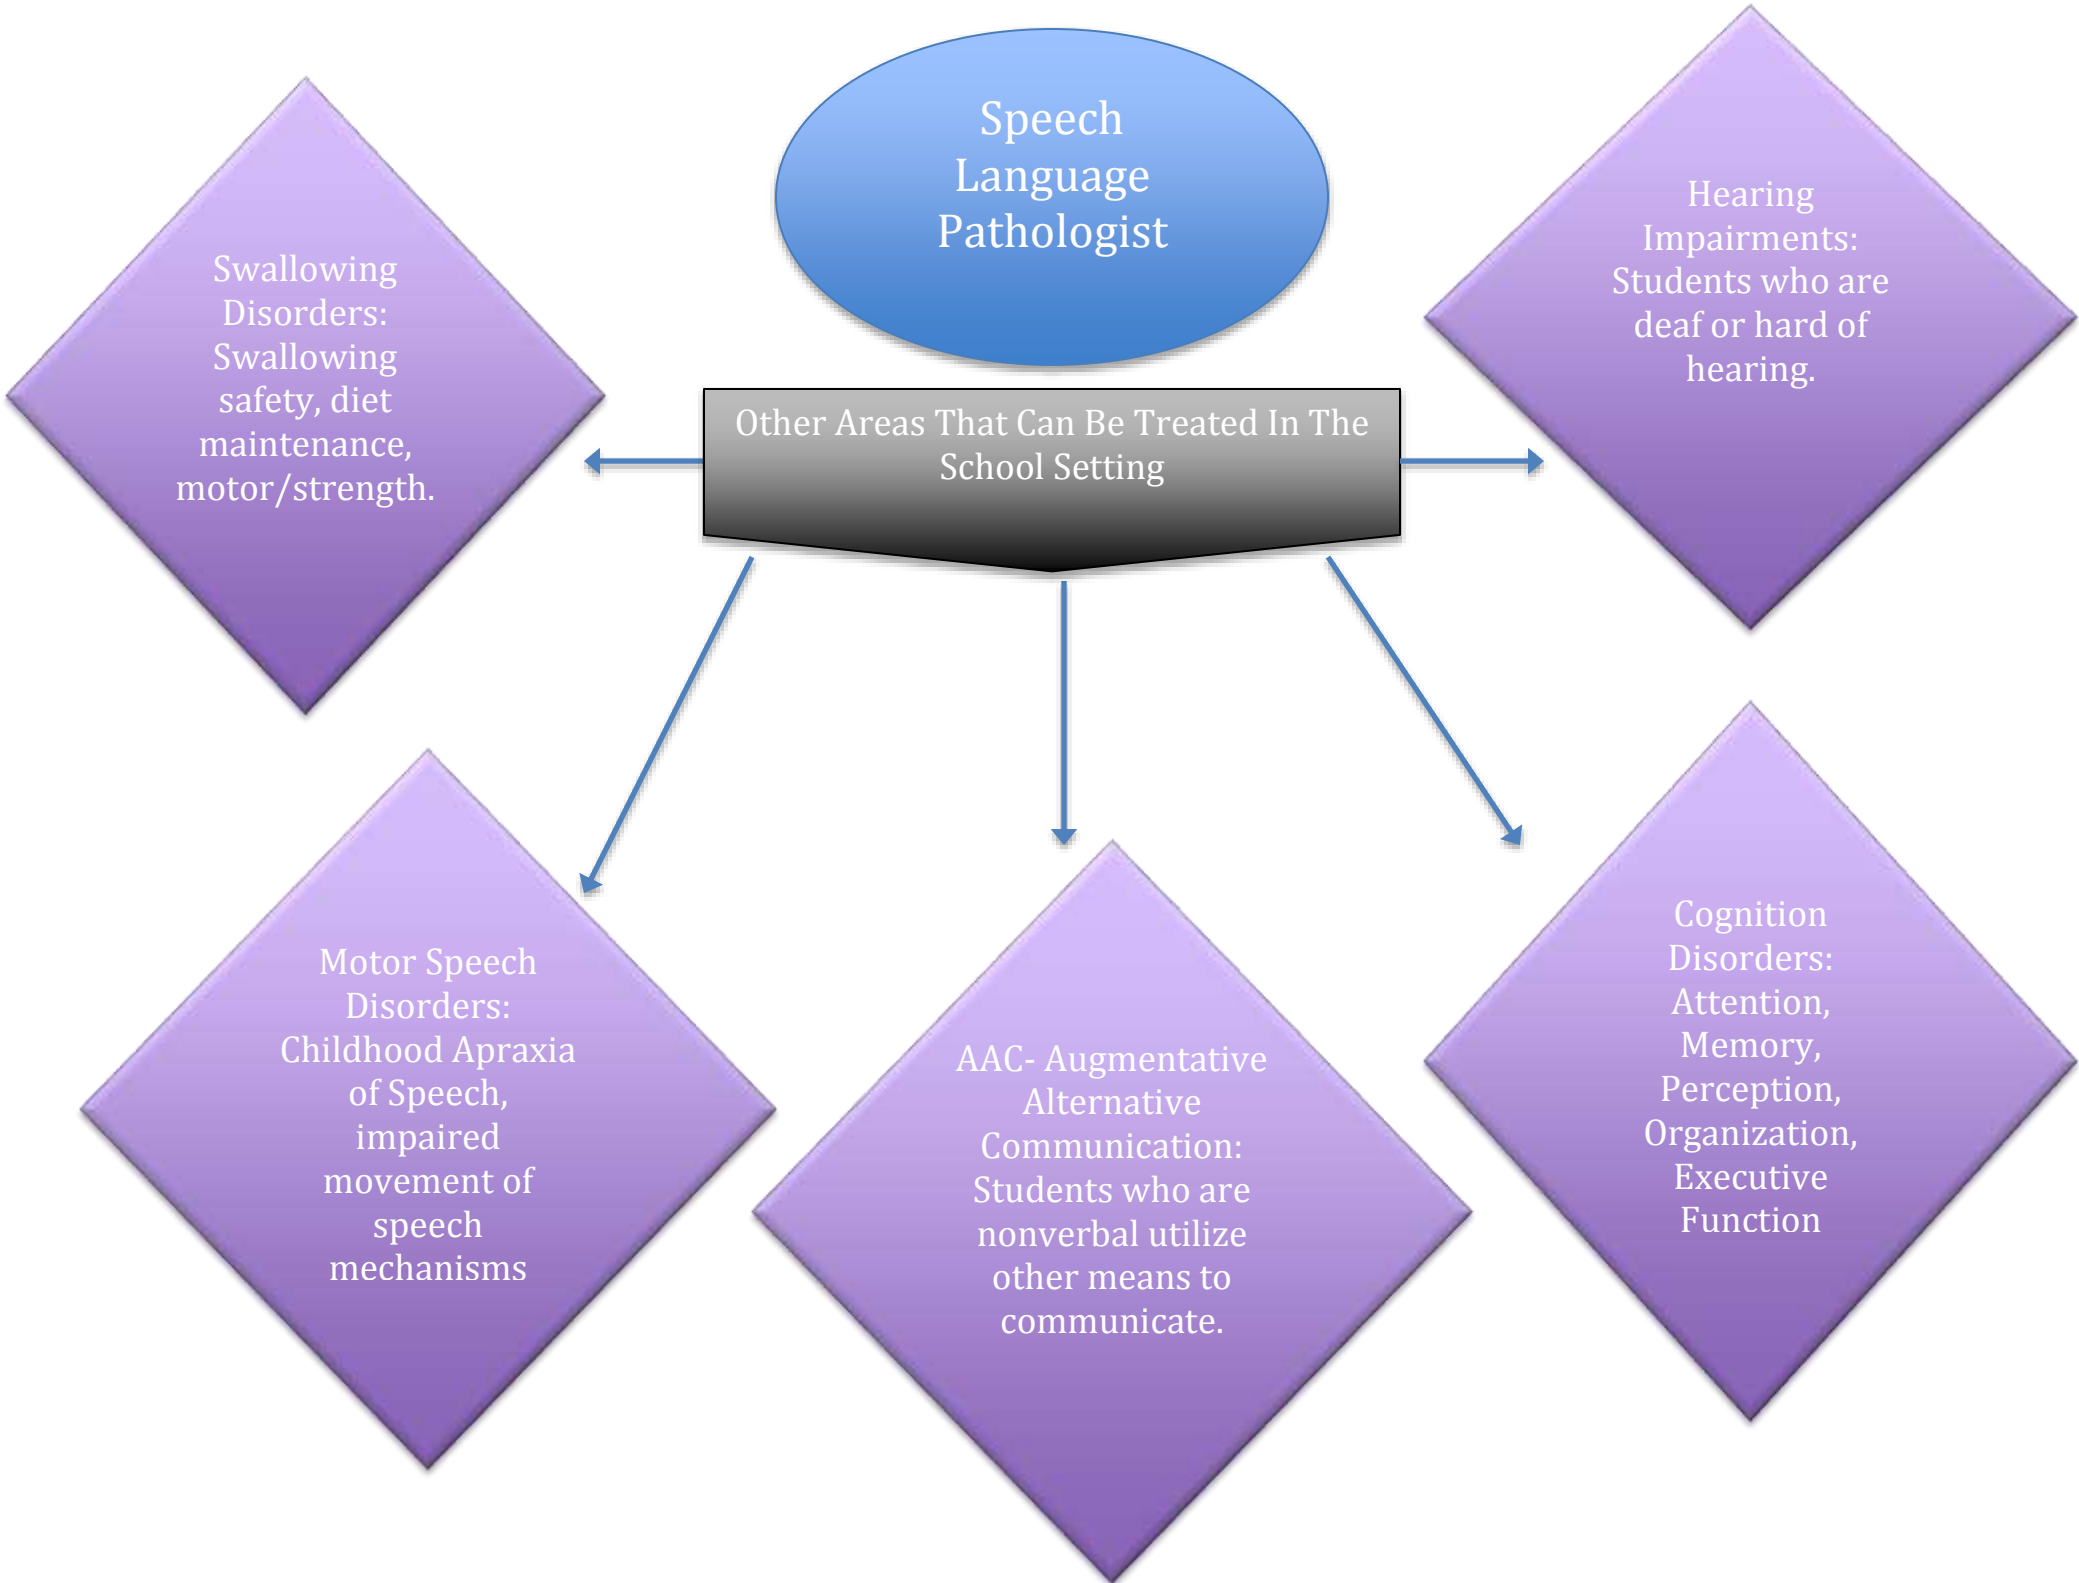 Speech
Language
Pathologist
Other Areas That Can Be Treated In The
School Setting
Swallowing
Disorders:
Swallowing
safety, diet
maintenance,
motor/strength.
Hearing
Impairments:
Students who are
deaf or hard of
hearing.
Motor Speech
Disorders:
Childhood Apraxia
of Speech,
impaired
movement of
speech
mechanisms
AAC- Augmentative
Alternative
Communication:
Students who are
nonverbal utilize
other means to
communicate.
Cognition
Disorders:
Attention,
Memory,
Perception,
Organization,
Executive
Function